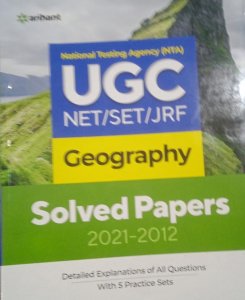 arihant
National Testing Agency (NTA)
UGC
NET/SET/JRF
Geography
Solved Papers
2021-2012
Detailed Explanations of All Questions
With 5 Practice Sets